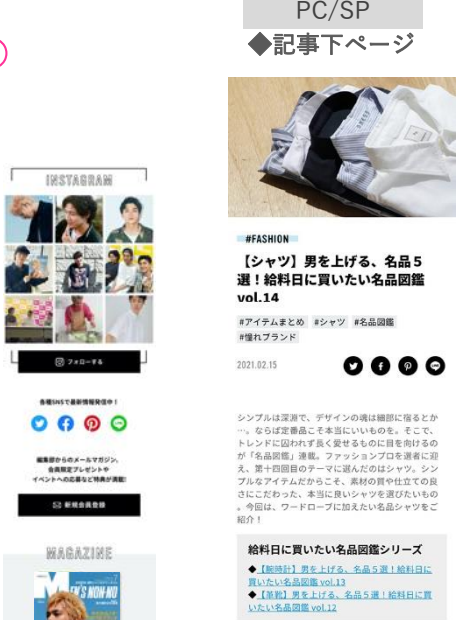 PC/SP
◆記事下ページ
INSTAGRAM
フォローする
各種SNSで最新情報発信中！
編集部からのメールマガジン、
会員限定プレゼントや
イベントへの応募など特典が満載!
新規会員登録
MAGAZINE
MEN'S NON-NO
#FASHION
【シャツ】男を上げる、名品５
選！給料日に買いたい名品図鑑
vol.14
#アイテムまとめ #シャツ #名品図鑑
#憧れブランド
2021.02.15
シンプルは深淵で、デザインの魂は細部に宿るとか
…。ならば定番品こそ本当にいいものを。そこで、
トレンドに囚われず長く愛せるものに目を向けるの
が「名品図鑑」連載。ファッションプロを選者に迎
え、第十四回目のテーマに選んだのはシャツ。シン
プルなアイテムだからこそ、素材の質や仕立ての良
さにこだわった、本当に良いシャツを選びたいもの
。今回は、ワードローブに加えたい名品シャツをご
紹介！
給料日に買いたい名品図鑑シリーズ
◆【腕時計】男を上げる、名品５選！給料日に
買いたい名品図鑑 vol.13
◆【革靴】男を上げる、名品５選！給料日に買
いたい名品図鑑 vol.12